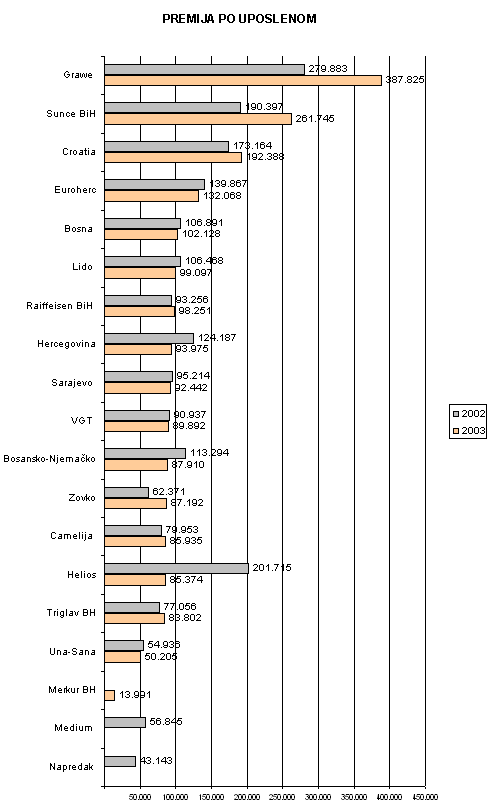 PREMIJA PO UPOSLENOM
Grawe
279.883
387.825
Sunce BiH
190.397
261.745
Croatia
173.164
192.388
Euroherc
139.867
132.068
Bosna
106.891
102.128
Lido
106.468
99.097
Raiffeisen BiH
93.256
98.251
Hercegovina
124.187
93.975
Sarajevo
95.214
92.442
VGT
90.937
89.892
Bosansko-Njemačko
113.294
87.910
Zovko
62.371
87.192
Camelija
79.953
85.935
Helios
201.715
85.374
Triglav BH
77.056
83.802
Una-Sana
54.936
50.205
Merkur BH
13.991
Medium
56.845
Napredak
43.143
2002
2003
50.000 100.000 150.000 200.000 250.000 300.000 350.000 400.000 450.000